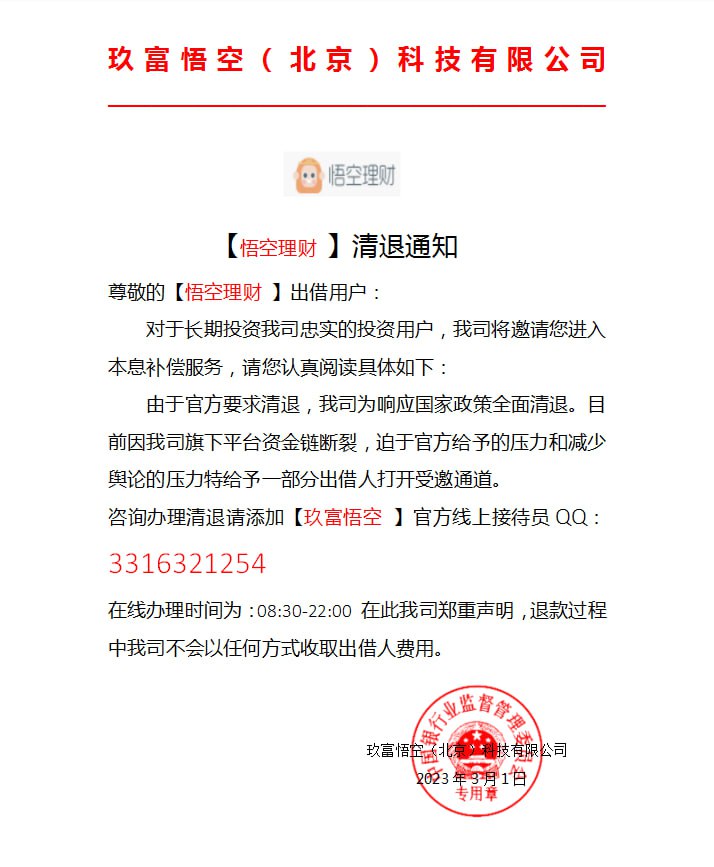 玖富悟空（北京）科技有限公司
悟空理财
【悟空理财 】清退通知
尊敬的【悟空理财 】出借用户：
对于长期投资我司忠实的投资用户，我司将邀请您进入
本息补偿服务，请您认真阅读具体如下：
由于官方要求清退，我司为响应国家政策全面清退。目
前因我司旗下平台资金链断裂，迫于官方给予的压力和减少
舆论的压力特给予一部分出借人打开受邀通道。
咨询办理清退请添加【玖富悟空 】官方线上接待员 QQ：
3316321254
在线办理时间为：08:30-22:00 在此我司郑重声明，退款过程
中我司不会以任何方式收取出借人费用。
中国银行业监督管理委员会
玖富悟空（北京）科技有限公司
2023 年 3 月 1 日
专用章